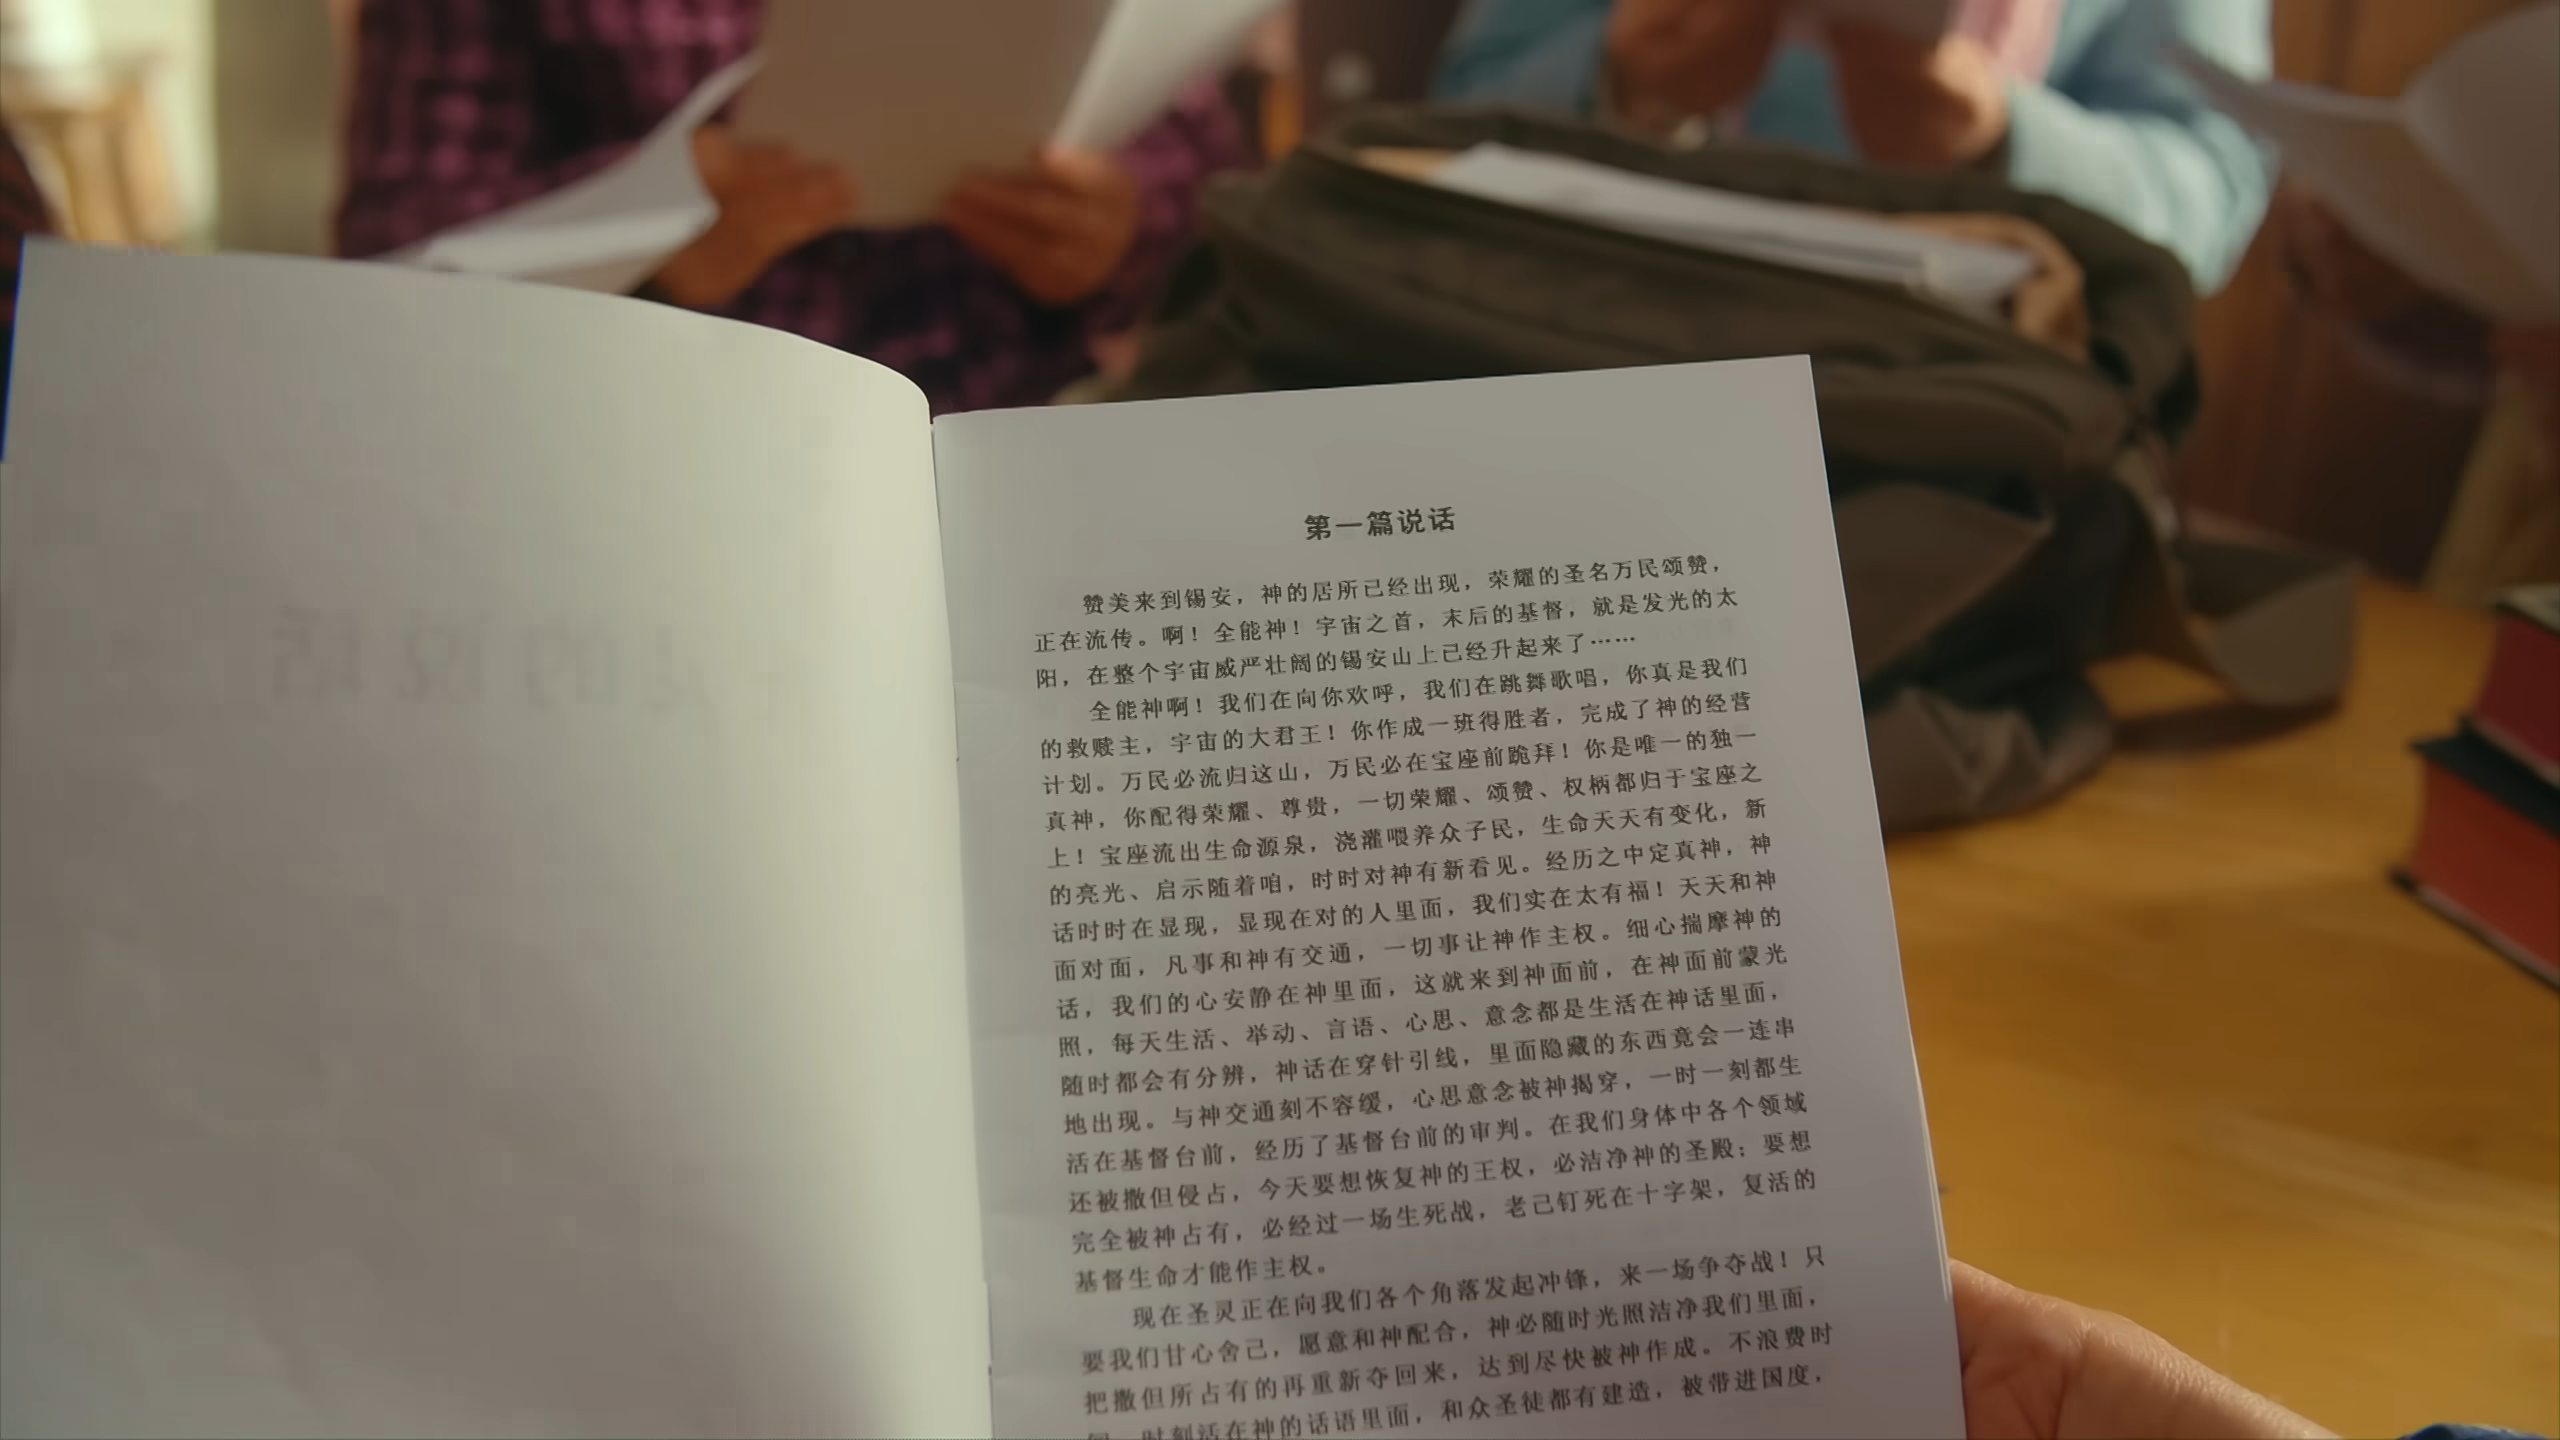 第一篇说话
赞美来到锡安，神的居所已经出现，荣耀的圣名万民颂赞，
正在流传。啊！全能神！宇宙之首，末后的基督，就是发光的太
阳，在整个宇宙威严壮阔的锡安山上已经升起来了……
全能神啊！我们在向你欢呼，我们在跳舞歌唱，你真是我们
的救赎主，宇宙的大君王！你作成一班得胜者，完成了神的经营
计划。万民必流归这山，万民必在宝座前跪拜！你是唯一的独一
真神，你配得荣耀、尊贵，一切荣耀、颂赞、权柄都归于宝座之
上！宝座流出生命源泉，浇灌喂养众子民，生命天天有变化，新
的亮光、启示随着咱，时时对神有新看见。经历之中定真神，神
话时时在显现，显现在对的人里面，我们实在太有福！天天和神
面对面，凡事和神有交通，一切事让神作主权。细心揣摩神的
话，我们的心安静在神里面，这就来到神面前，在神面前蒙光
照，每天生活、举动、言语、心思、意念都是生活在神话里面，
随时都会有分辨，神话在穿针引线，里面隐藏的东西竟会一连串
地出现。与神交通刻不容缓，心思意念被神揭穿，一时一刻都生
活在基督台前，经历了基督台前的审判。在我们身体中各个领域
还被撒但侵占，今天要想恢复神的王权，必洁净神的圣殿；要想
完全被神占有，必经过一场生死战，老己钉死在十字架，复活的
基督生命才能作主权。
现在圣灵正在向我们各个角落发起冲锋，来一场争夺战！只
要我们甘心舍己，愿意和神配合，神必随时光照洁净我们里面，
把撒但所占有的再重新夺回来，达到尽快被神作成。不浪费时
时刻活在神的话语里面，和众圣徒都有建造，被带进国度，